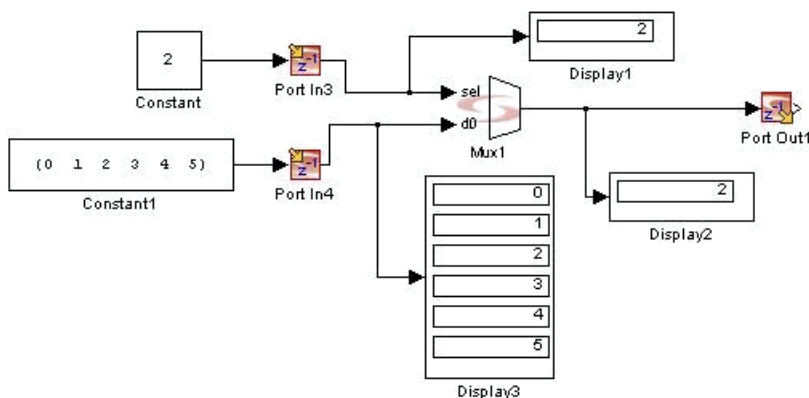 2
Constant
z-1
Port In3
2
Display1
sel
d0
Mux1
z-1
Port Out1
(0 1 2 3 4 5)
Constant1
z-1
Port In4
2
Display2
0
1
2
3
4
5
Display3